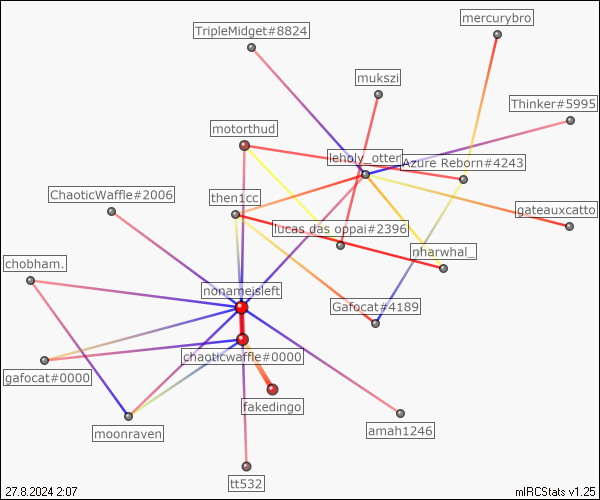 mercurybro
TripleMidget#8824
mukszi
Thinker#5995
motorthud
leholy_otter
Azure Reborn#4243
ChaoticWaffle#2006
then1cc
gateauxcatto
lucas das oppai#2396
nharwhal_
chobham.
nonameisleft
Gafocat#4189
chaoticwaffle#0000
gafocat#0000
fakedingo
moonraven
amah1246
tt532
27.8.2024 2:07
mIRCStats v1.25